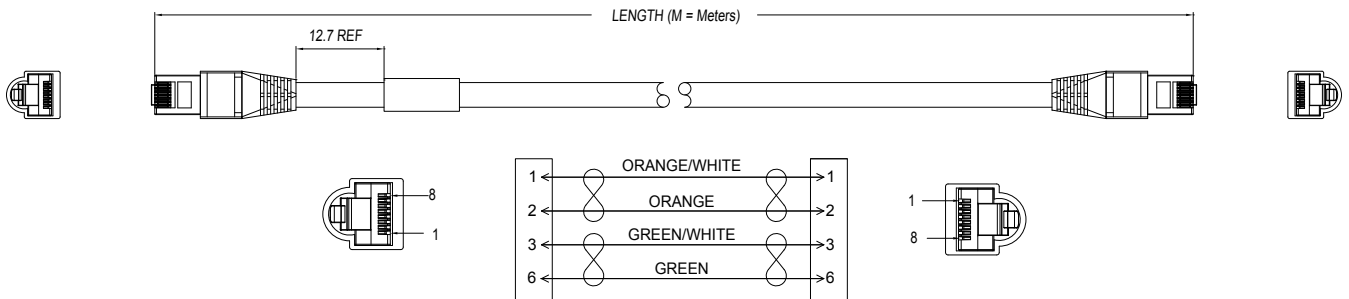 LENGTH (M = Meters)
12.7 REF
8
1
1 ORANGE/WHITE 1
2 ORANGE 2
3 GREEN/WHITE 3
6 GREEN 6
1
8